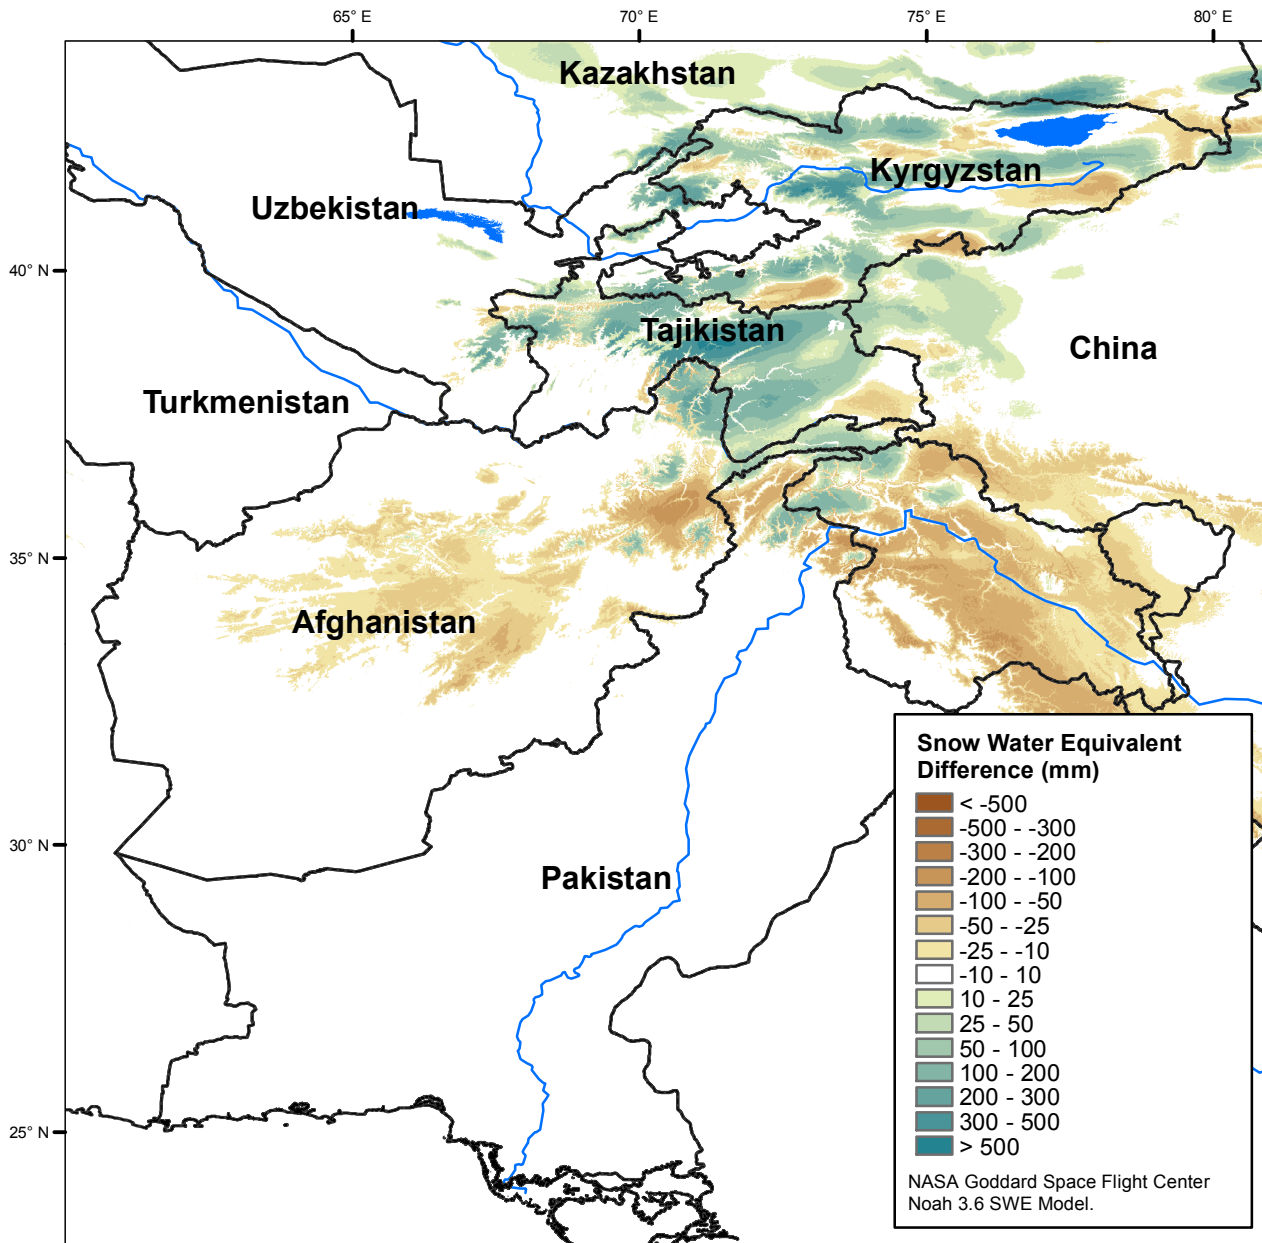 65° E
70° E
75° E
80° E
Kazakhstan
Kyrgyzstan
Uzbekistan
40° N
Tajikistan
China
Turkmenistan
35° N
Afghanistan
30° N
Pakistan
25° N
Snow Water Equivalent
Difference (mm)
< -500
-500 - -300
-300 - -200
-200 - -100
-100 - -50
-50 - -25
-25 - -10
-10 - 10
10 - 25
25 - 50
50 - 100
100 - 200
200 - 300
300 - 500
> 500
NASA Goddard Space Flight Center
Noah 3.6 SWE Model.